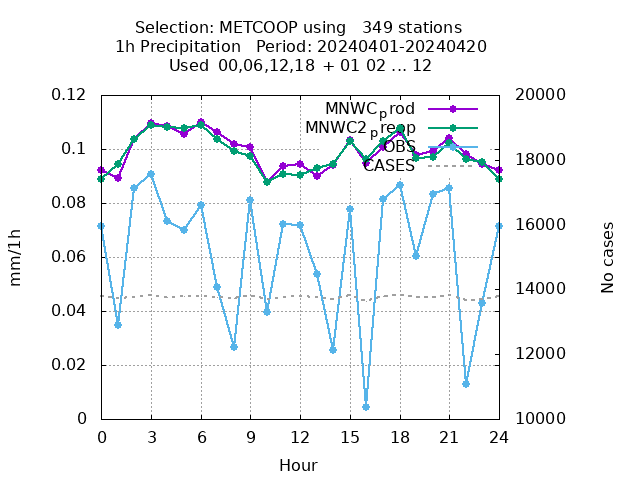 Selection: METCOOP using   349 stations
1h Precipitation   Period: 20240401-20240420
Used  00,06,12,18  + 01 02 ... 12
0.12
0.1
0.08
0.06
0.04
0.02
0
mm/1h
20000
18000
16000
14000
12000
10000
No cases
MNWCprod
MNWC2preop
OBS
CASES
0 3 6 9 12 15 18 21 24
Hour